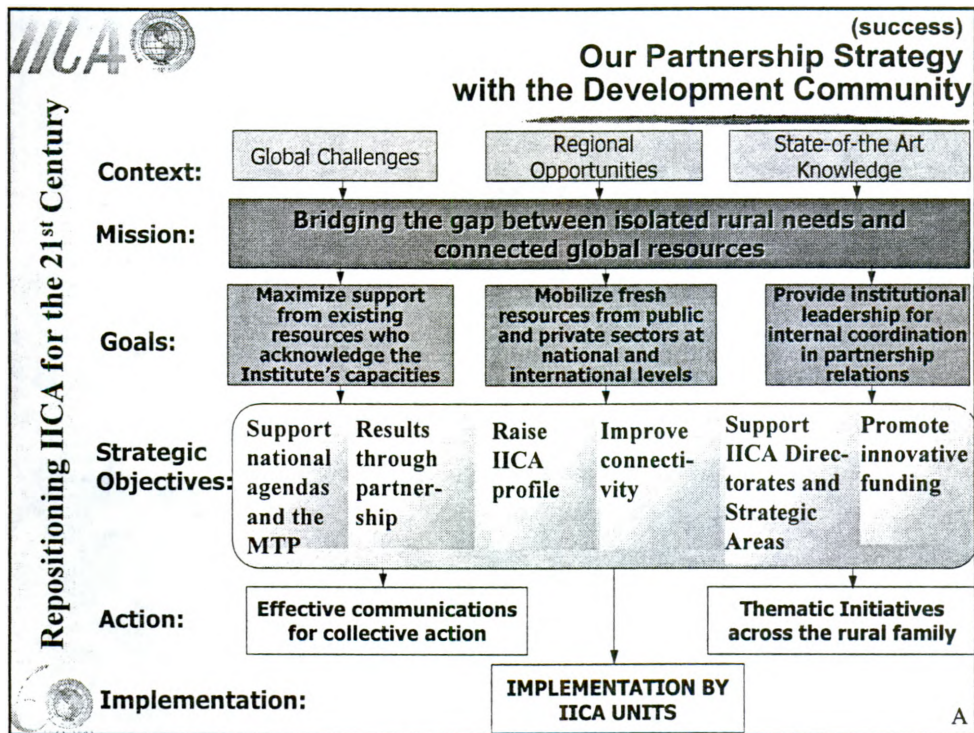 IICA
(success)
Our Partnership Strategy
with the Development Community
Repositioning IICA for the 21st Century
Context:
Global Challenges
Regional
Opportunities
State-of-the Art
Knowledge
Mission:
Bridging the gap between isolated rural needs and
connected global resources
Goals:
Maximize support
from existing
resources who
acknowledge the
Institute's capacities
Mobilize fresh
resources from public
and private sectors at
national and
international levels
Provide institutional
leadership for
internal coordination
in partnership
relations
Strategic
Objectives:
Support
national
agendas
and the
MTP
Results
through
partner-
ship
Raise
IICA
profile
Improve
connecti-
vity
Support
IICA Direc-
torates and
Strategic
Areas
Promote
innovative
funding
Action:
Effective communications
for collective action
Thematic Initiatives
across the rural family
Implementation:
IMPLEMENTATION BY
IICA UNITS
A